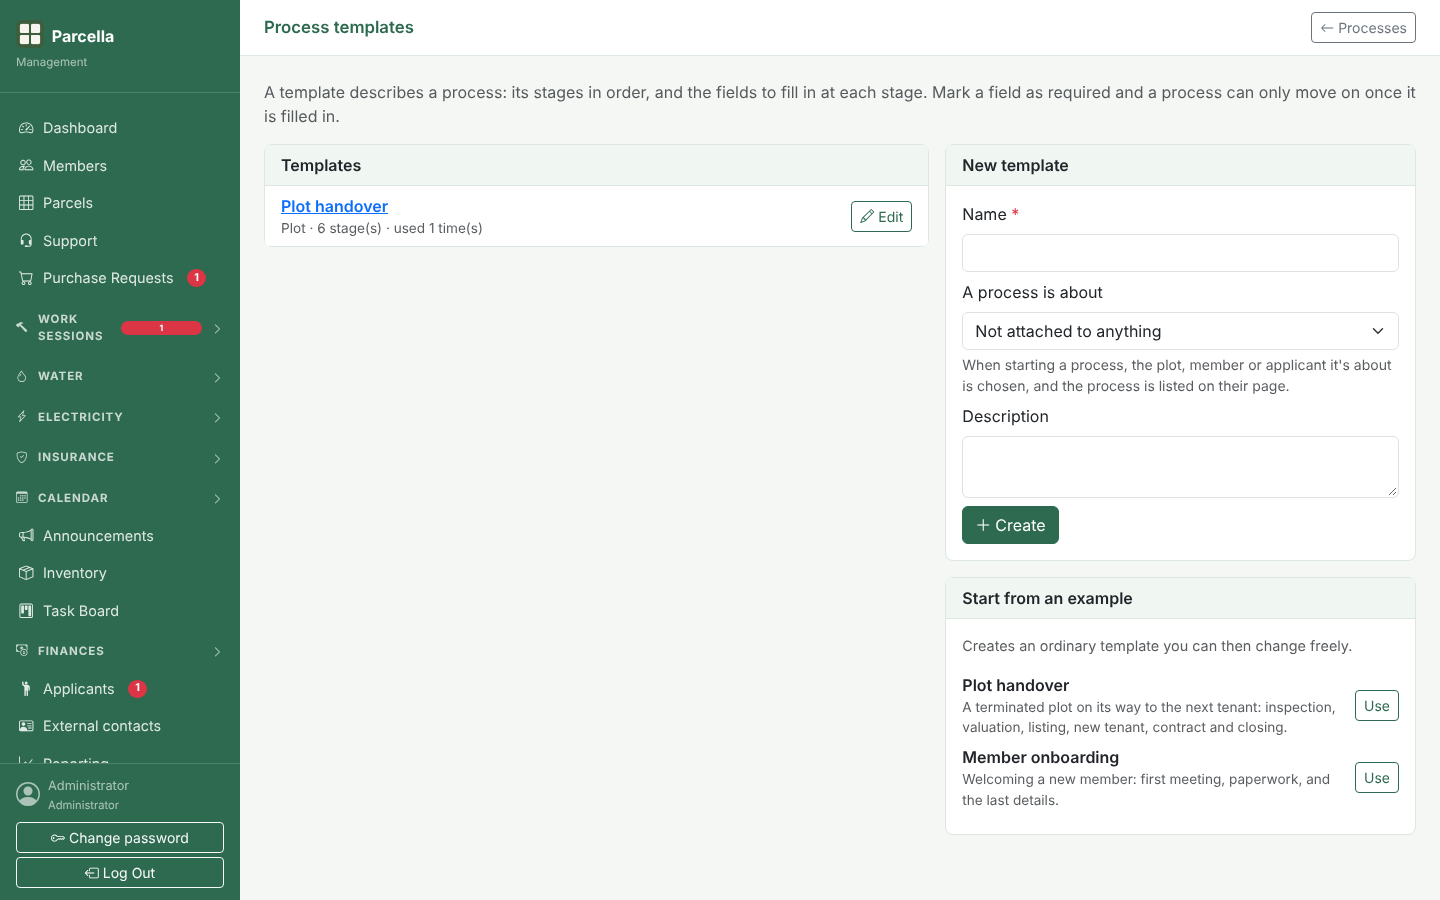 Parcella
Management
Dashboard
Members
Parcels
Support
Purchase Requests 1
WORK SESSIONS 1
WATER
ELECTRICITY
INSURANCE
CALENDAR
Announcements
Inventory
Task Board
FINANCES
Applicants 1
External contacts
Reporting
Administrator
Administrator
Change password
Log Out
Process templates
← Processes
A template describes a process: its stages in order, and the fields to fill in at each stage. Mark a field as required and a process can only move on once it
is filled in.
Templates
Plot handover
Plot · 6 stage(s) · used 1 time(s)
Edit
New template
Name *
A process is about
Not attached to anything
When starting a process, the plot, member or applicant it's about
is chosen, and the process is listed on their page.
Description
+ Create
Start from an example
Creates an ordinary template you can then change freely.
Plot handover
A terminated plot on its way to the next tenant: inspection,
valuation, listing, new tenant, contract and closing.
Use
Member onboarding
Welcoming a new member: first meeting, paperwork, and
the last details.
Use